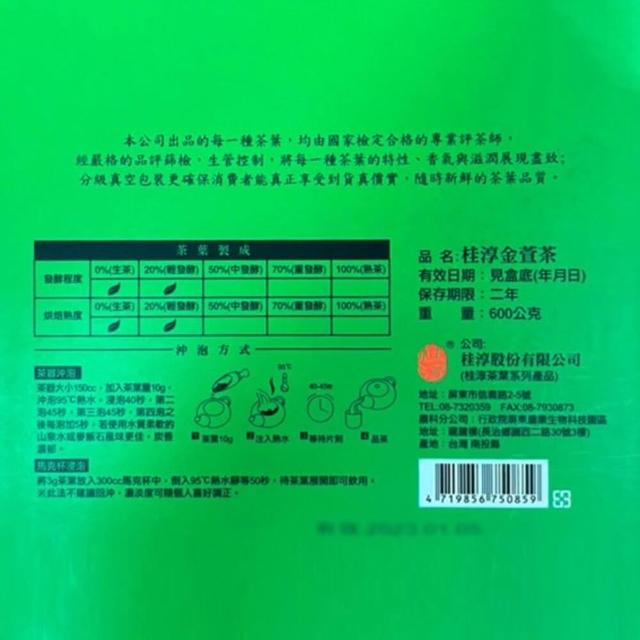 本公司出品的每一種茶葉，均由國家檢定合格的專業評茶師，
經嚴格的品評篩檢，生管控制，將每一種茶葉的特性、香氣與滋潤展現盡致；
分級真空包裝更確保消費者能真正享受到貨真價實，隨時新鮮的茶葉品質。
茶葉製成
發酵程度 0%(生茶) 20%(輕發酵) 50%(中發酵) 70%(重發酵) 100%(熟茶)
烘焙熟度 0%(生茶) 20%(輕發酵) 50%(中發酵) 70%(重發酵) 100%(熟茶)
沖泡方式
茶器沖泡
茶器大小150cc，加入茶葉量10g，
沖泡95℃熱水，浸泡40秒，第二
泡45秒，第三泡45秒，第四泡之
後每泡加5秒，若使用水質柔軟的
山泉水或麥飯石風味更佳，炭香
濃郁。
95℃
40-45秒
1 茶葉10g 2 注入熱水 3 等待片刻 4 品茶
馬克杯浸泡
將3g茶葉放入300cc馬克杯中，倒入95℃熱水靜等50秒，待茶葉展開即可飲用。
※此法不建議回沖，濃淡度可隨個人喜好調正。
品 名:桂淳金萱茶
有效日期：見盒底(年月日)
保存期限：二年
重 量：600公克
® 公司:
桂淳股份有限公司
(桂淳茶葉系列產品)
地址：屏東市信義路2-5號
TEL:08-7320359 FAX:08-7930873
農科分公司：行政院屏東農業生物科技園區
地址：(長治鄉園西二路30號3樓)
產地：台灣 南投縣
4 719856 750859
2023.01.05